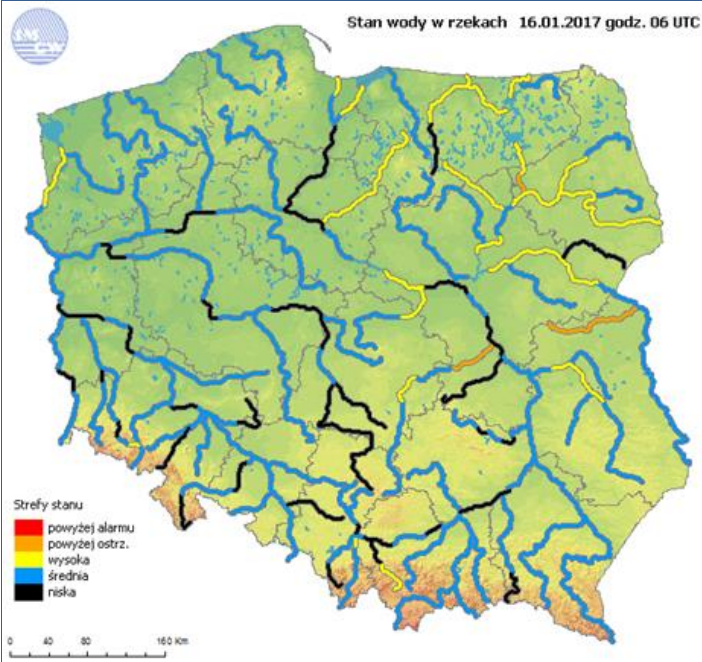 Stan wody w rzekach 16.01.2017 godz. 06 UTC
Strefy stanu
powyżej alarmu
powyżej ostrz.
wysoka
średnia
niska
0 40 80 160 Km